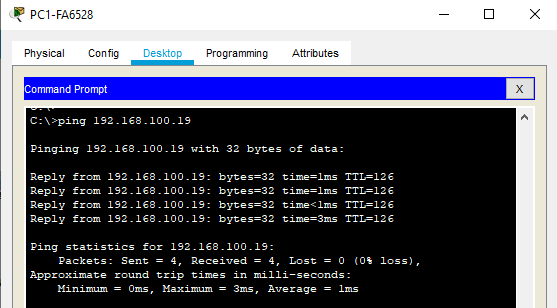 PC1-FA6528
Physical Config Desktop Programming Attributes
Command Prompt X
C:\>ping 192.168.100.19
Pinging 192.168.100.19 with 32 bytes of data:
Reply from 192.168.100.19: bytes=32 time=1ms TTL=126
Reply from 192.168.100.19: bytes=32 time=1ms TTL=126
Reply from 192.168.100.19: bytes=32 time<1ms TTL=126
Reply from 192.168.100.19: bytes=32 time=3ms TTL=126
Ping statistics for 192.168.100.19:
Packets: Sent = 4, Received = 4, Lost = 0 (0% loss),
Approximate round trip times in milli-seconds:
Minimum = 0ms, Maximum = 3ms, Average = 1ms